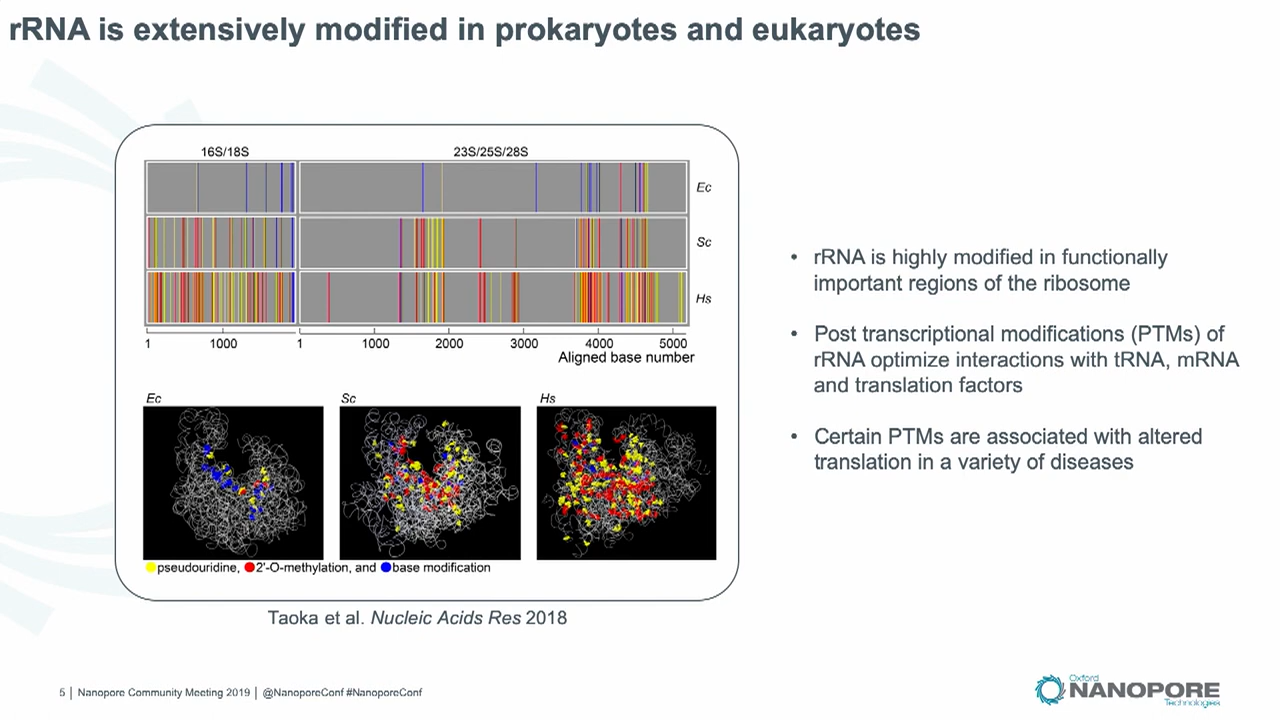 rRNA is extensively modified in prokaryotes and eukaryotes
16S/18S 23S/25S/28S
Ec
Sc
Hs
1 1000 1 1000 2000 3000 4000 5000
Aligned base number
Ec Sc Hs
pseudouridine, 2'-O-methylation, and base modification
Taoka et al. Nucleic Acids Res 2018
• rRNA is highly modified in functionally
important regions of the ribosome
• Post transcriptional modifications (PTMs) of
rRNA optimize interactions with tRNA, mRNA
and translation factors
• Certain PTMs are associated with altered
translation in a variety of diseases
5 | Nanopore Community Meeting 2019 | @NanoporeConf #NanoporeConf
Oxford
NANOPORE
Technologies